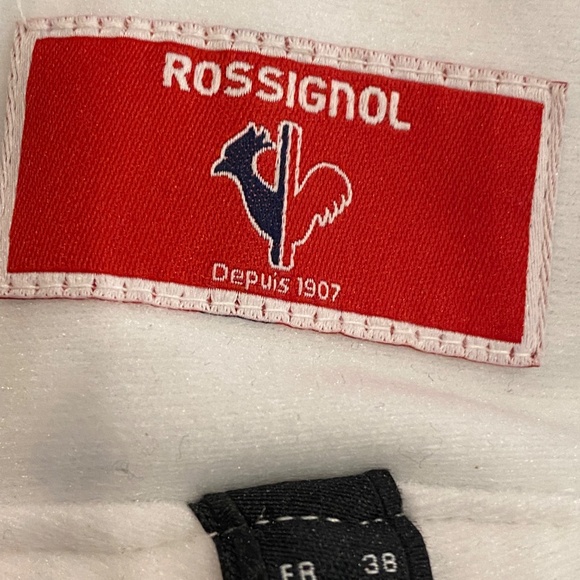 ROSSIGNOL
Depuis 1907
FR 38